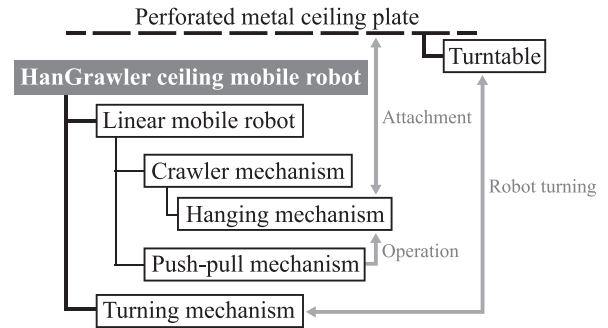 Perforated metal ceiling plate
Turntable
HanGrawler ceiling mobile robot
Linear mobile robot
Attachment
Crawler mechanism
Robot turning
Hanging mechanism
Operation
Push-pull mechanism
Turning mechanism